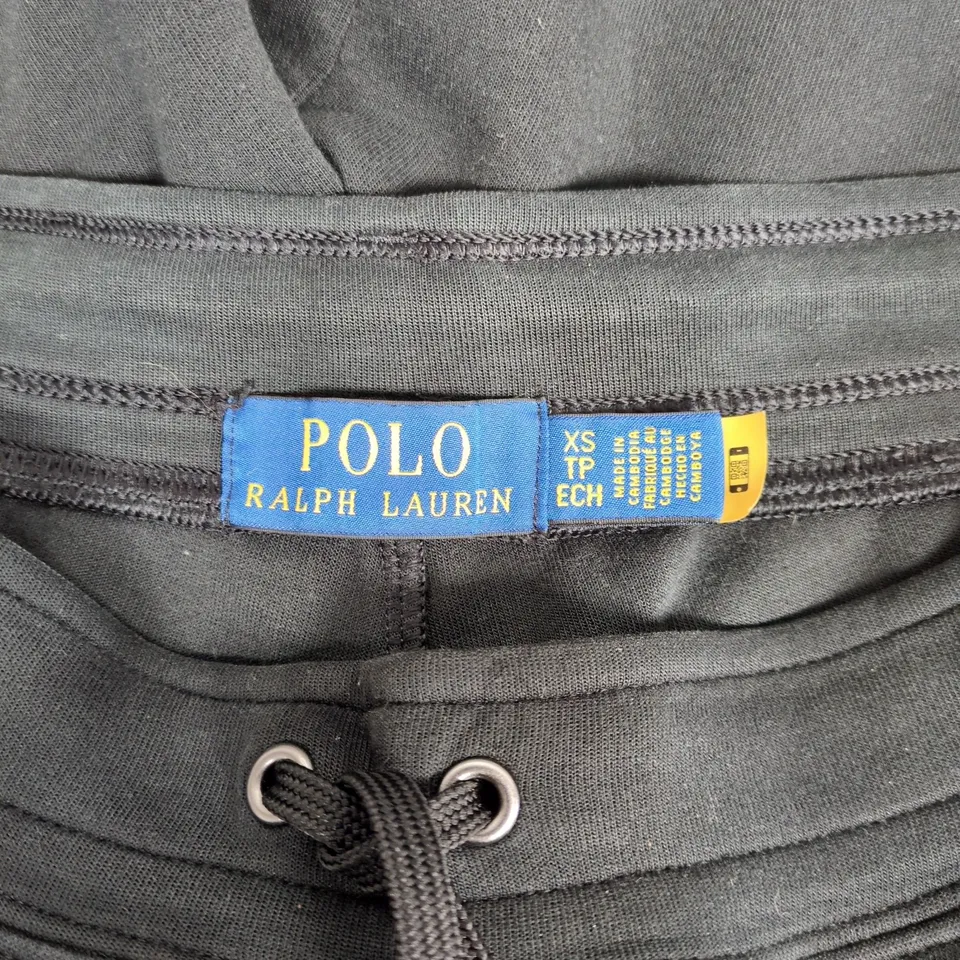 POLO
RALPH LAUREN
XS
TP
ECH
MADE IN
CAMBODIA
FABRIQUÉ AU
CAMBODGE
HECHO EN
CAMBOYA